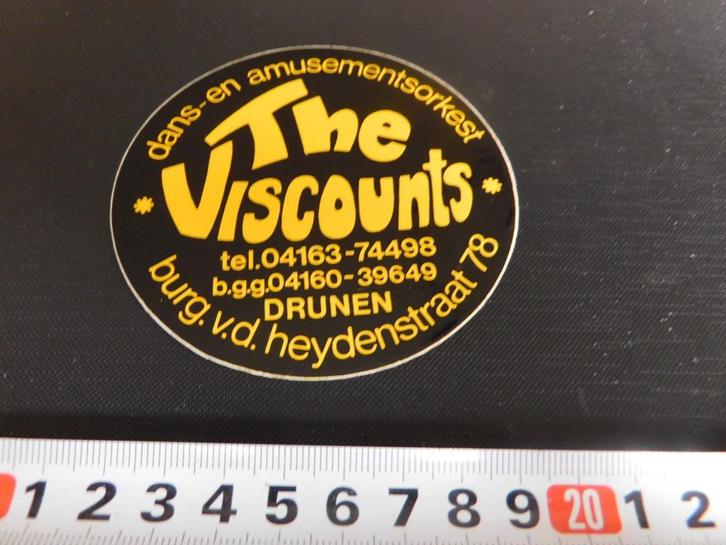 dans-en amusementsorkest
The
Viscounts
tel.04163-74498
b.g.g.04160-39649
DRUNEN
burg. v.d. heydenstraat 78
1 2 3 4 5 6 7 8 9 20 1 2